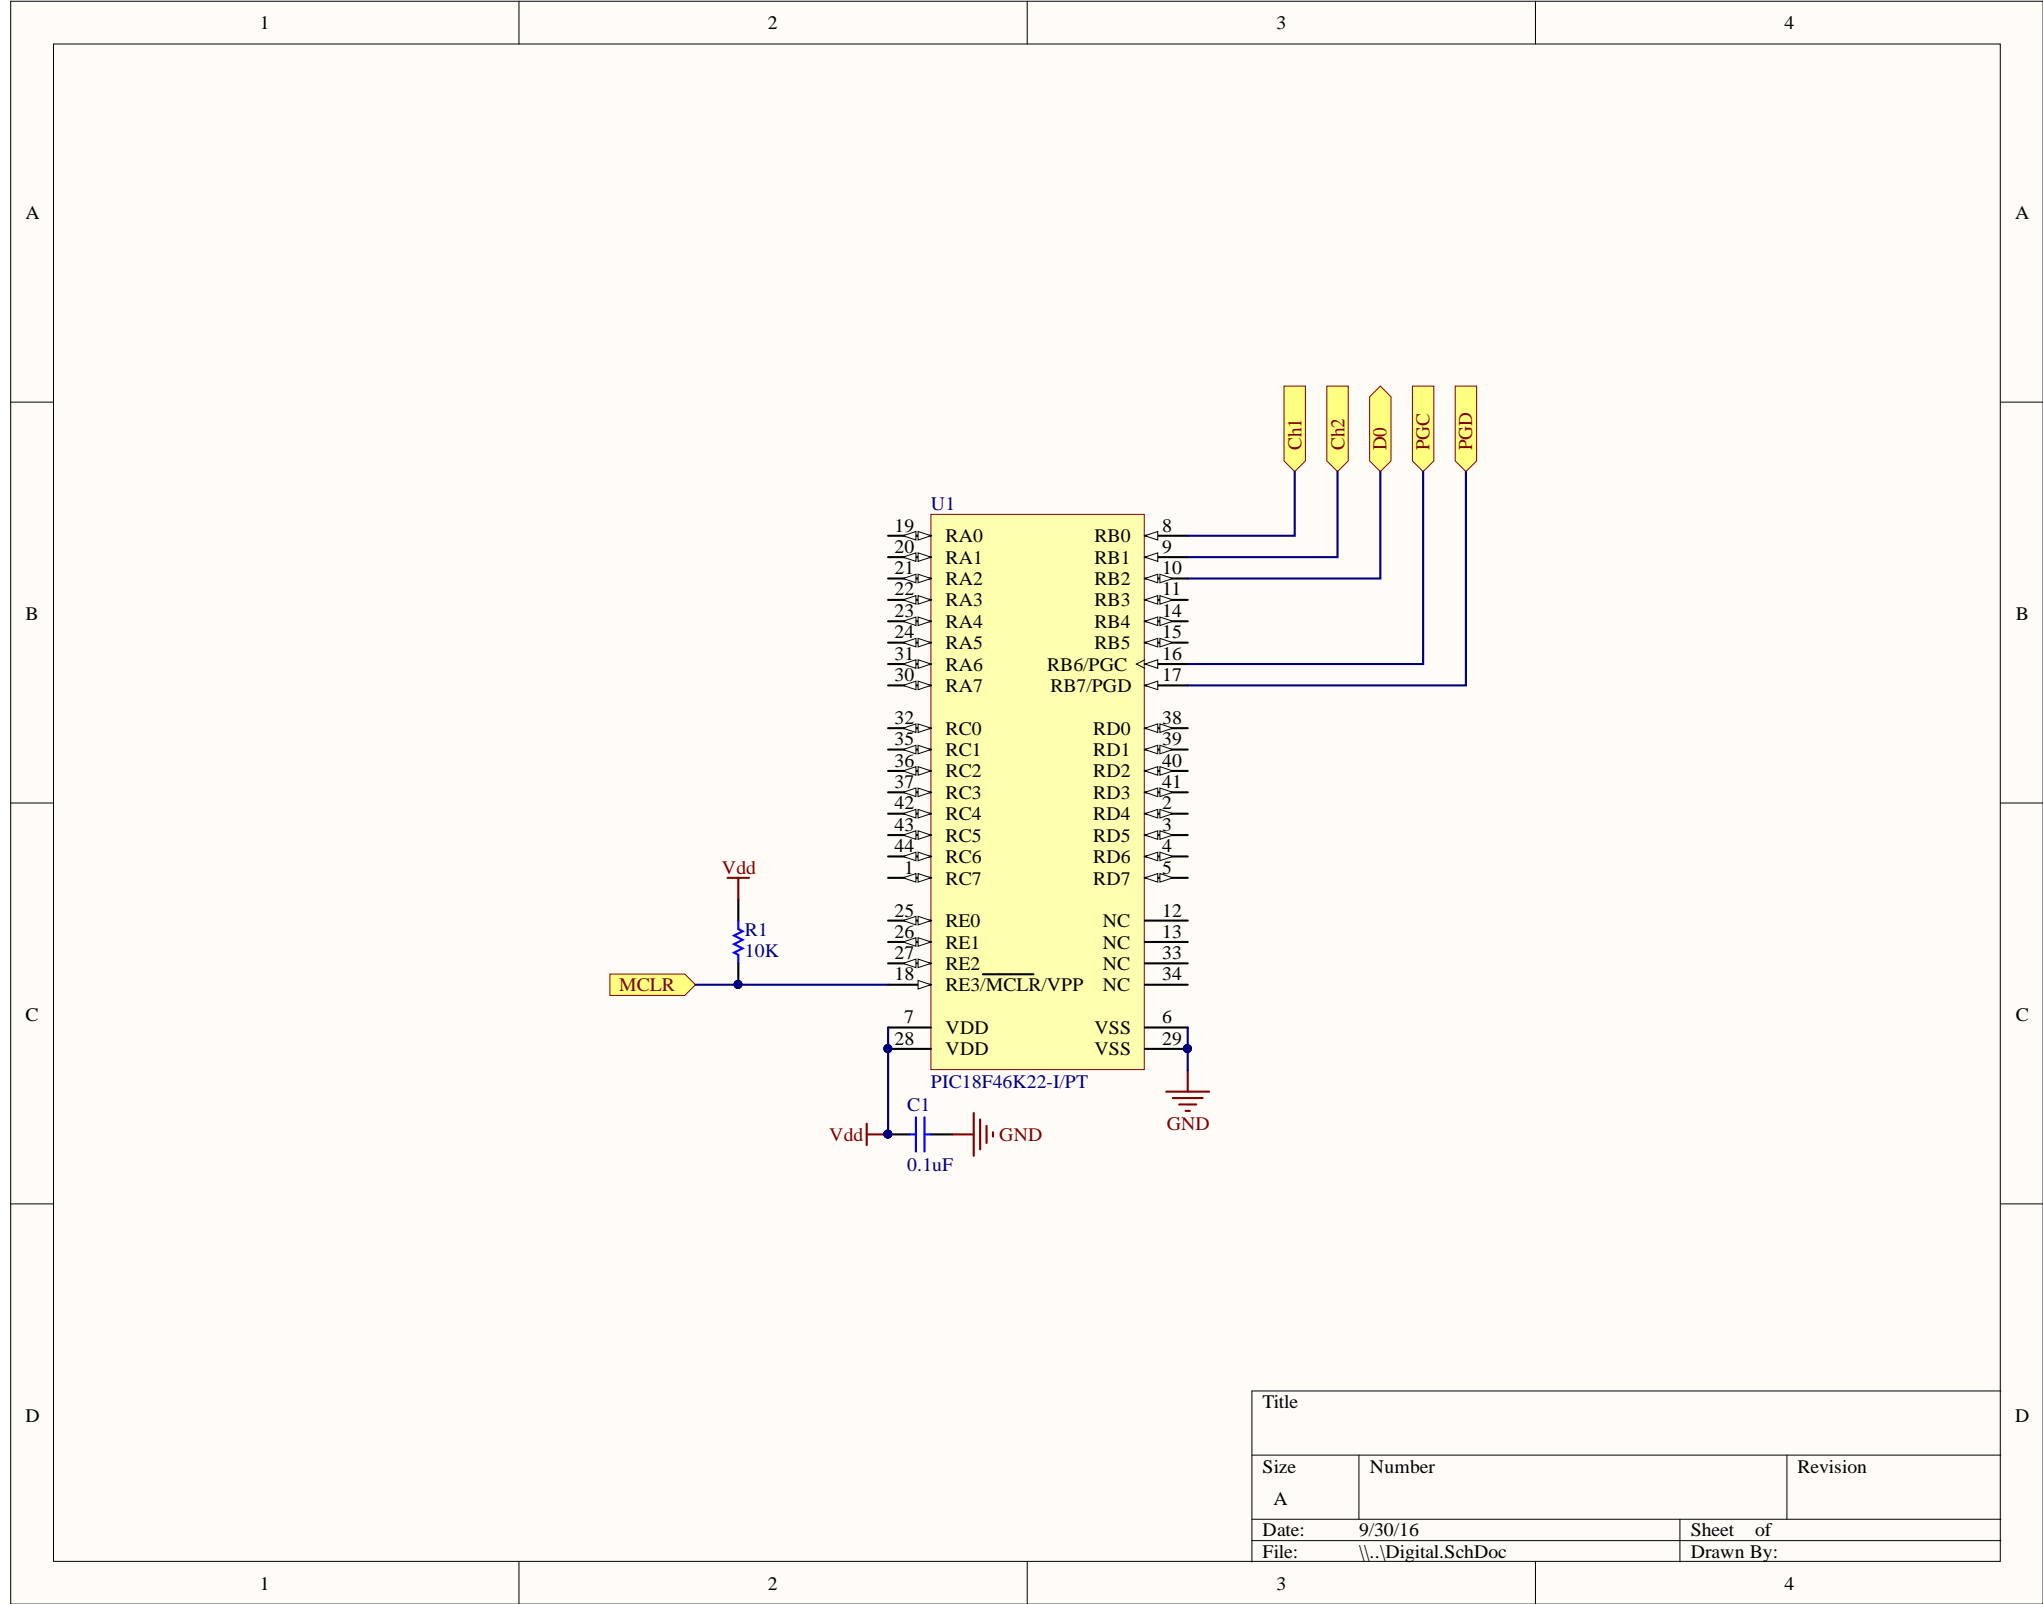 1 2 3 4
A A
Ch1 Ch2 D0 PGC PGD
B B
U1
19 RA0 RB0 8
20 RA1 RB1 9
21 RA2 RB2 10
22 RA3 RB3 11
23 RA4 RB4 14
24 RA5 RB5 15
31 RA6 RB6/PGC 16
30 RA7 RB7/PGD 17
32 RC0 RD0 38
35 RC1 RD1 39
36 RC2 RD2 40
37 RC3 RD3 41
42 RC4 RD4 2
43 RC5 RD5 3
44 RC6 RD6 4
1 RC7 RD7 5
Vdd
25 RE0 NC 12
R1
26 RE1 NC 13
10K
27 RE2 NC 33
MCLR 18 RE3/MCLR/VPP NC 34
C C
7 VDD VSS 6
28 VDD VSS 29
PIC18F46K22-I/PT
C1
GND
Vdd GND
0.1uF
D D
Title
Size Number Revision
A
Date: 9/30/16 Sheet of
File: \\..\Digital.SchDoc Drawn By:
1 2 3 4